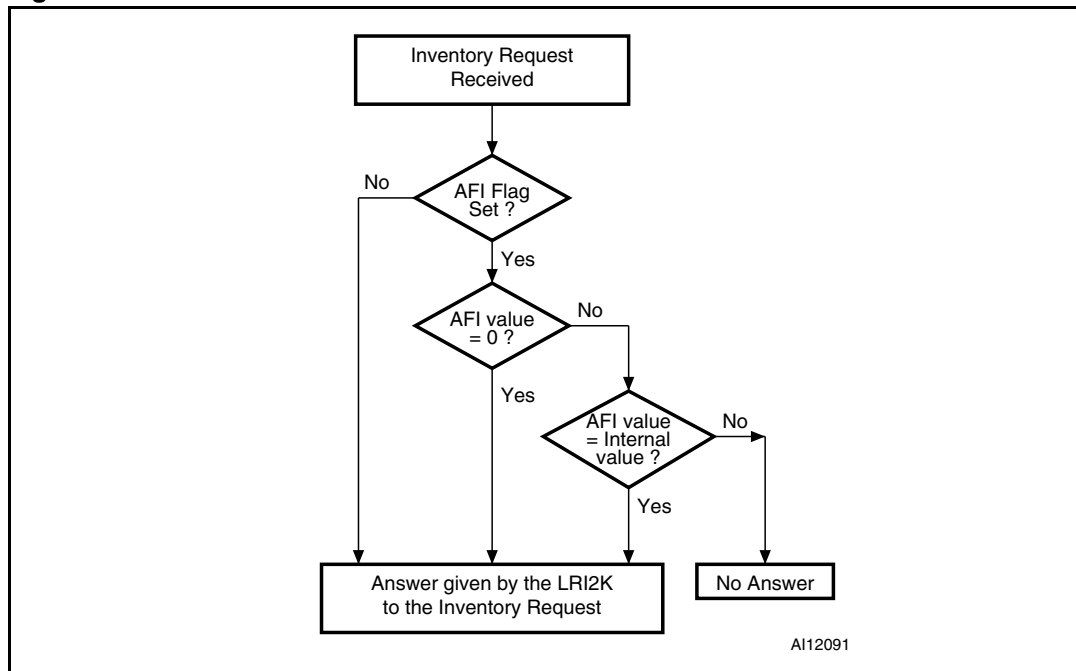 Inventory Request
Received
No
AFI Flag
Set ?
Yes
AFI value
= 0 ?
No
Yes
AFI value
= Internal
value ?
No
Yes
Answer given by the LRI2K
to the Inventory Request
No Answer
AI12091